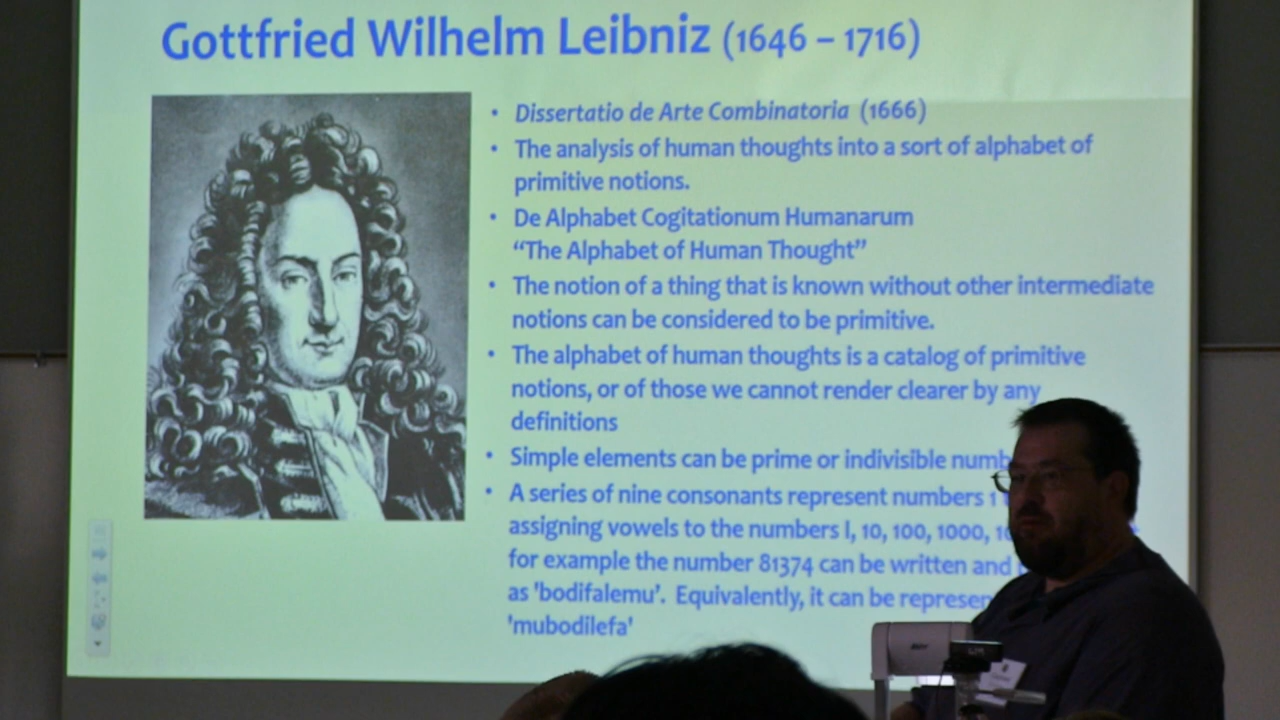 Gottfried Wilhelm Leibniz (1646 – 1716)
• Dissertatio de Arte Combinatoria (1666)
• The analysis of human thoughts into a sort of alphabet of
primitive notions.
• De Alphabet Cogitationum Humanarum
“The Alphabet of Human Thought”
• The notion of a thing that is known without other intermediate
notions can be considered to be primitive.
• The alphabet of human thoughts is a catalog of primitive
notions, or of those we cannot render clearer by any
definitions
• Simple elements can be prime or indivisible
• A series of nine consonants represent numbers 1
assigning vowels to the numbers I, 10, 100, 1000,
for example the number 81374 can be written and
as 'bodifalemu’. Equivalently, it can be
'mubodilefa'